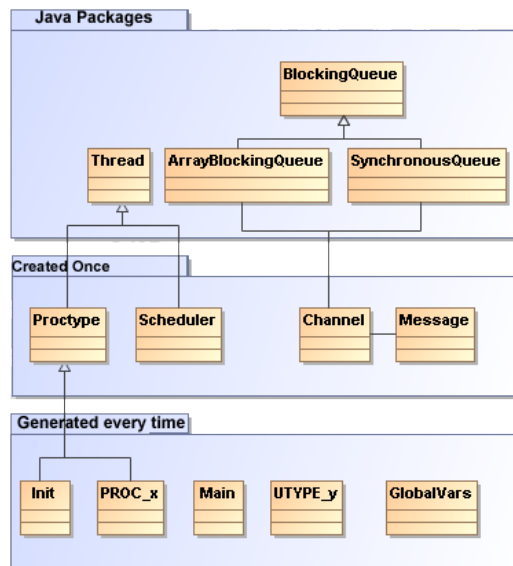 Java Packages
BlockingQueue
Thread
ArrayBlockingQueue
SynchronousQueue
Created Once
Proctype
Scheduler
Channel
Message
Generated every time
Init
PROC_x
Main
UTYPE_y
GlobalVars